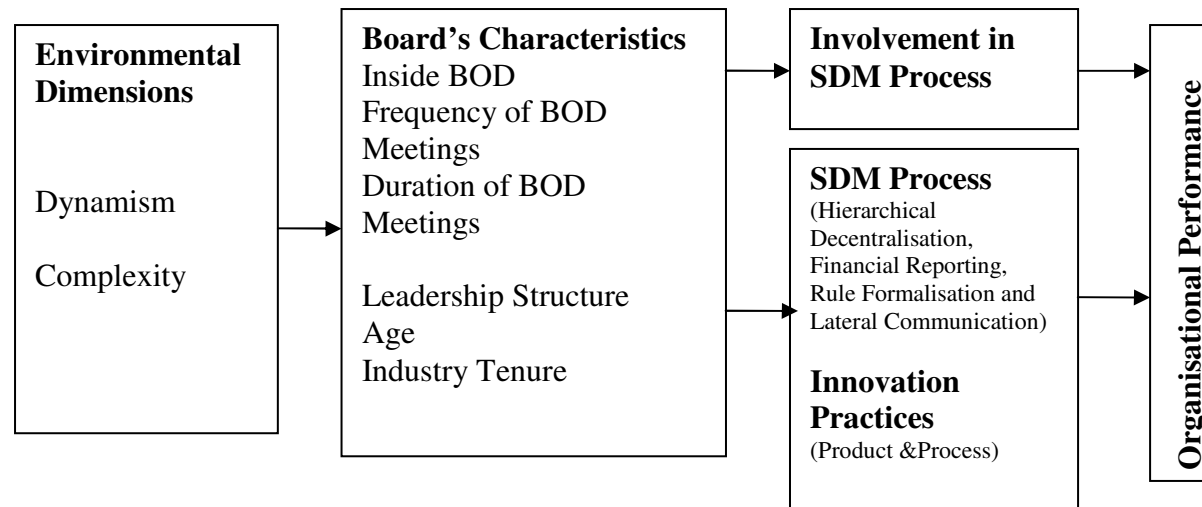 Environmental
Dimensions
Dynamism
Complexity
Board’s Characteristics
Inside BOD
Frequency of BOD
Meetings
Duration of BOD
Meetings
Leadership Structure
Age
Industry Tenure
Involvement in
SDM Process
SDM Process
(Hierarchical
Decentralisation,
Financial Reporting,
Rule Formalisation and
Lateral Communication)
Innovation
Practices
(Product &Process)
Organisational Performance